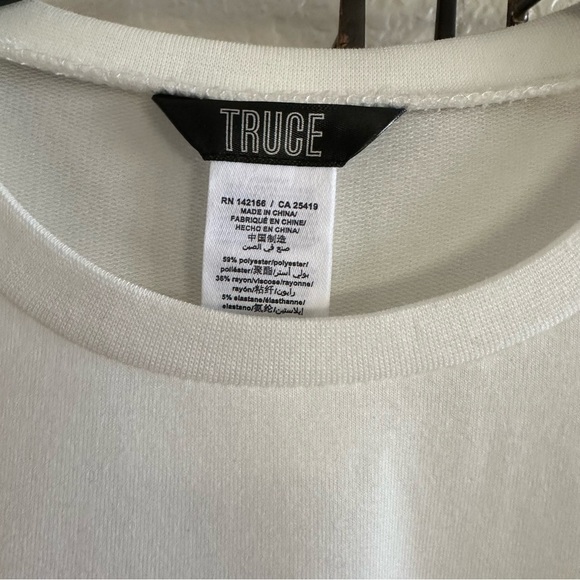 TRUCE
RN 142166 / CA 25419
MADE IN CHINA/
FABRIQUÉ EN CHINE/
HECHO EN CHINA/
中国制造
صنع في الصين
59% polyester/polyester/
poliéster/聚酯/بولي أستر/
36% rayon/viscose/rayonne/
rayón/粘纤/رايون/
5% elastane/élasthanne/
elastano/氨纶/إيلاستين/